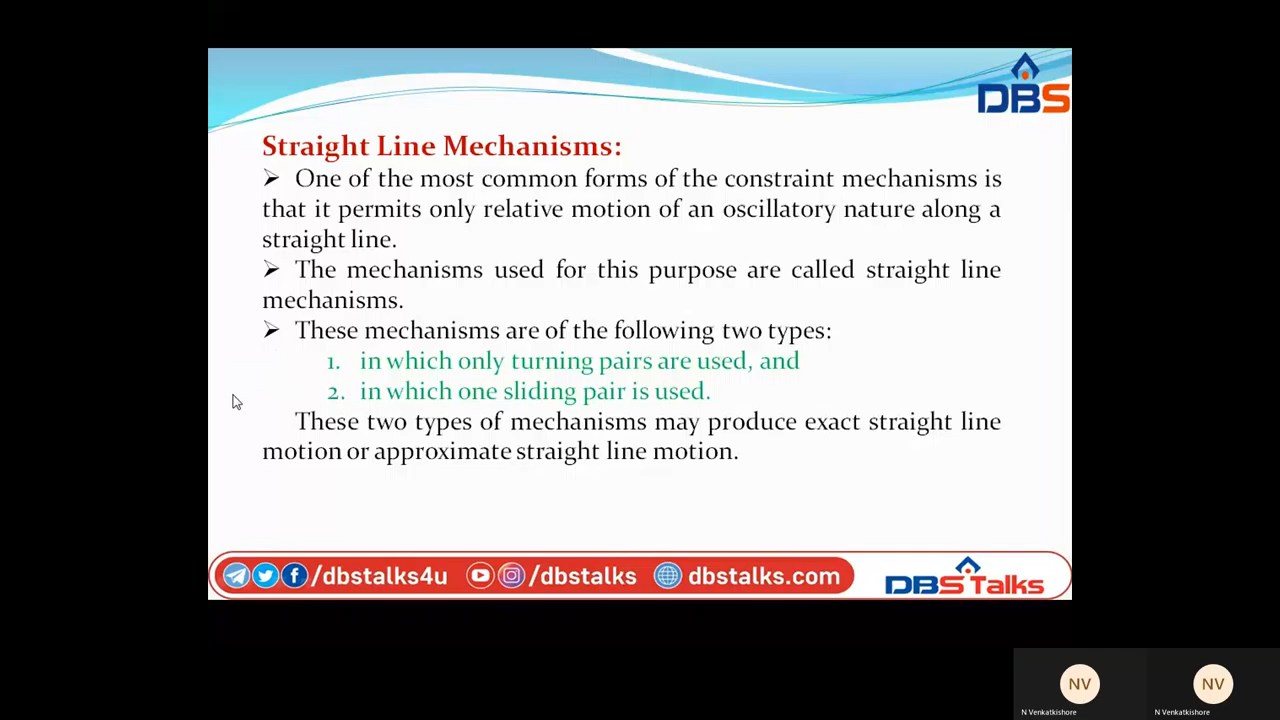 DBS
Straight Line Mechanisms:
➢ One of the most common forms of the constraint mechanisms is
that it permits only relative motion of an oscillatory nature along a
straight line.
➢ The mechanisms used for this purpose are called straight line
mechanisms.
➢ These mechanisms are of the following two types:
1. in which only turning pairs are used, and
2. in which one sliding pair is used.
These two types of mechanisms may produce exact straight line
motion or approximate straight line motion.
/dbstalks4u /dbstalks dbstalks.com DBS Talks
NV NV
N Venkatkishore N Venkatkishore